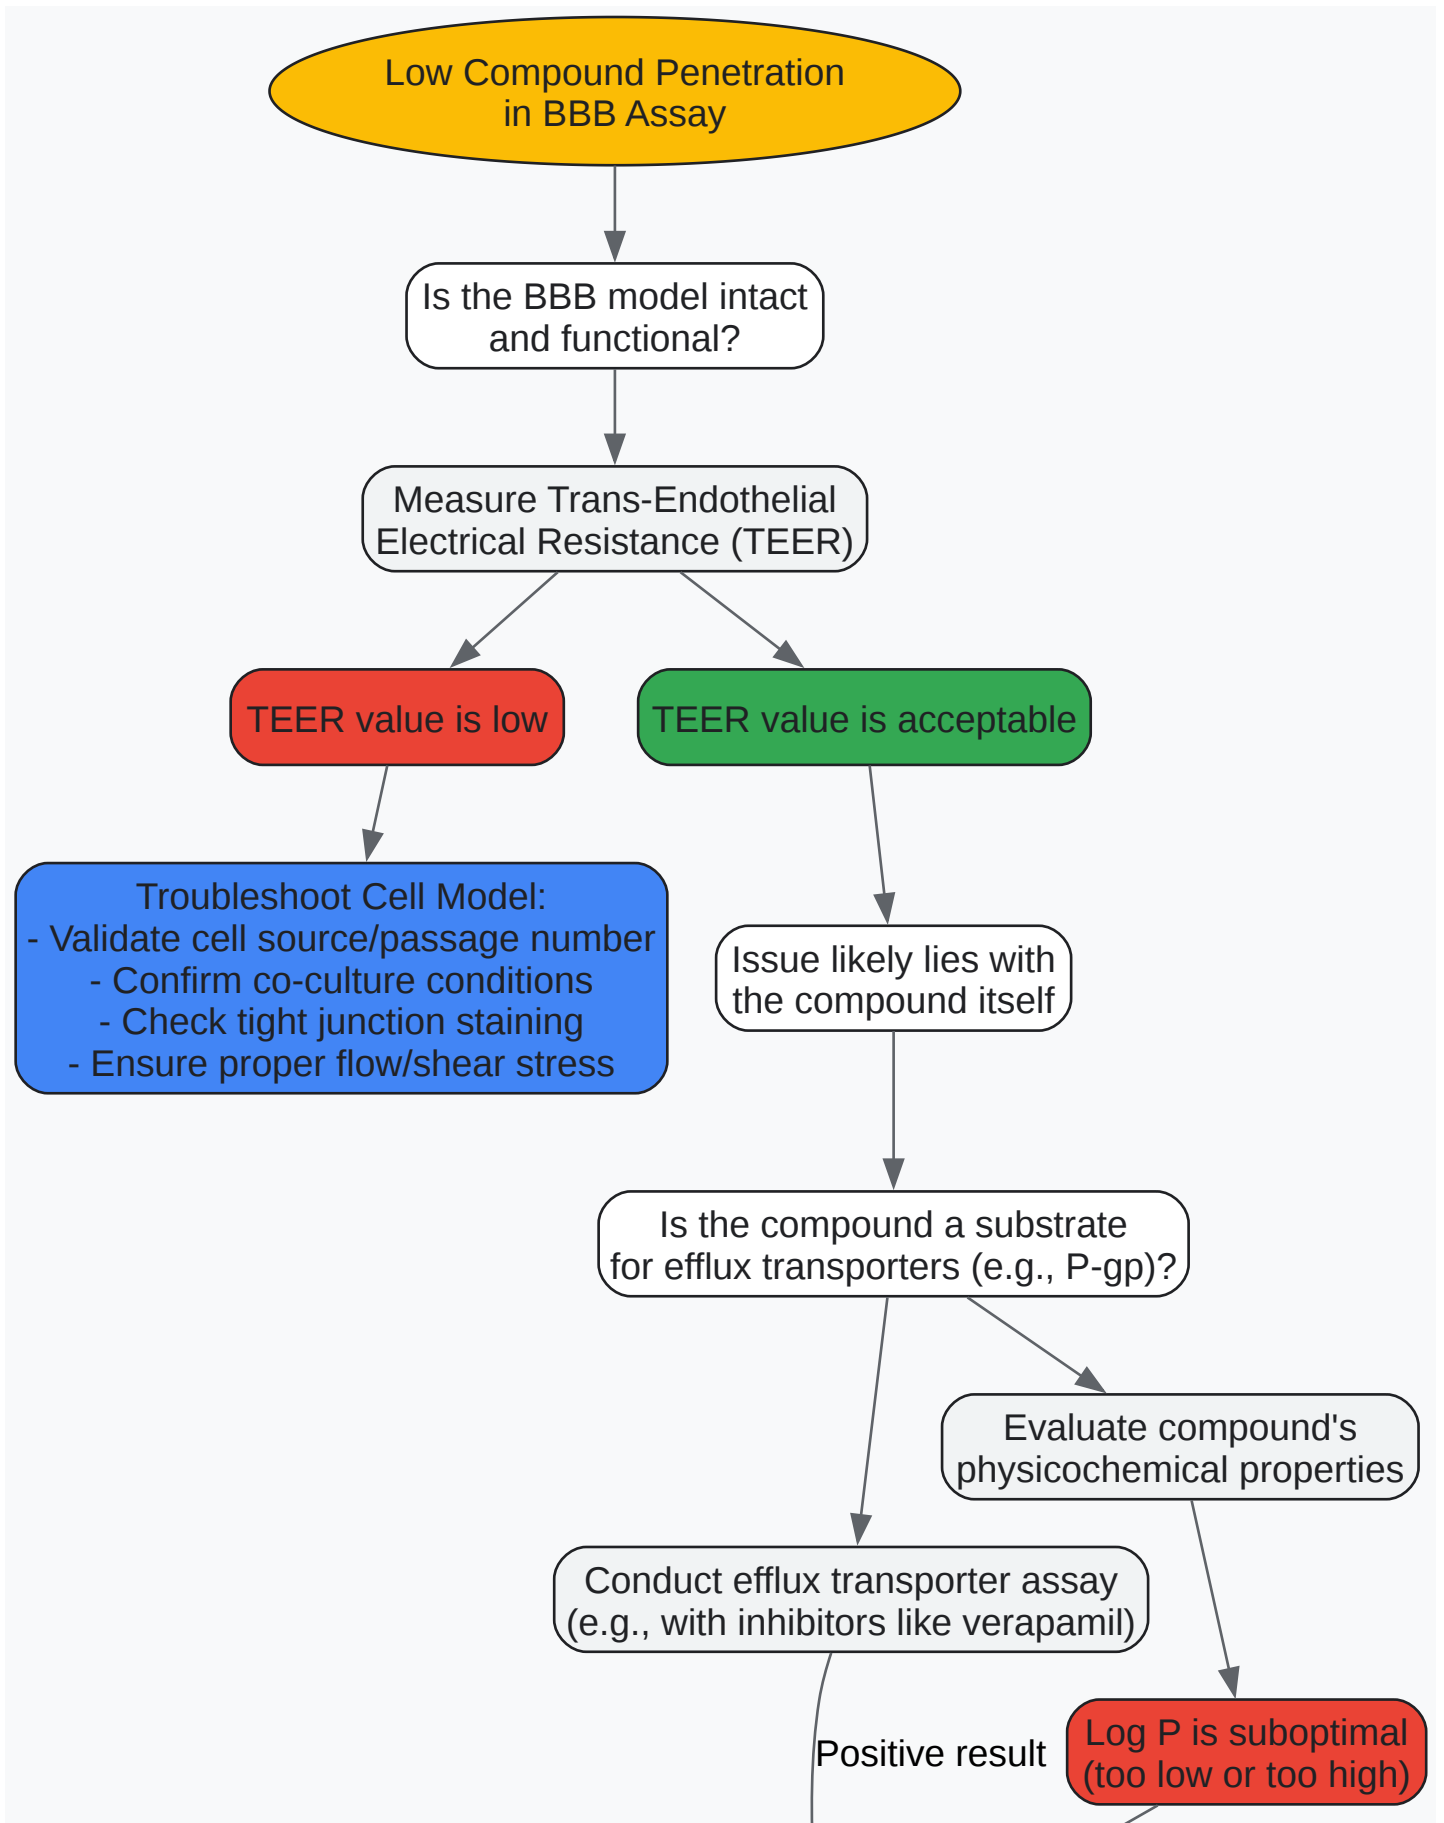 Low Compound Penetration
in BBB Assay
Is the BBB model intact
and functional?
Measure Trans-Endothelial
Electrical Resistance (TEER)
TEER value is low
TEER value is acceptable
Troubleshoot Cell Model:
- Validate cell source/passage number
- Confirm co-culture conditions
- Check tight junction staining
- Ensure proper flow/shear stress
Issue likely lies with
the compound itself
Is the compound a substrate
for efflux transporters (e.g., P-gp)?
Evaluate compound's
physicochemical properties
Conduct efflux transporter assay
(e.g., with inhibitors like verapamil)
Positive result
Log P is suboptimal
(too low or too high)